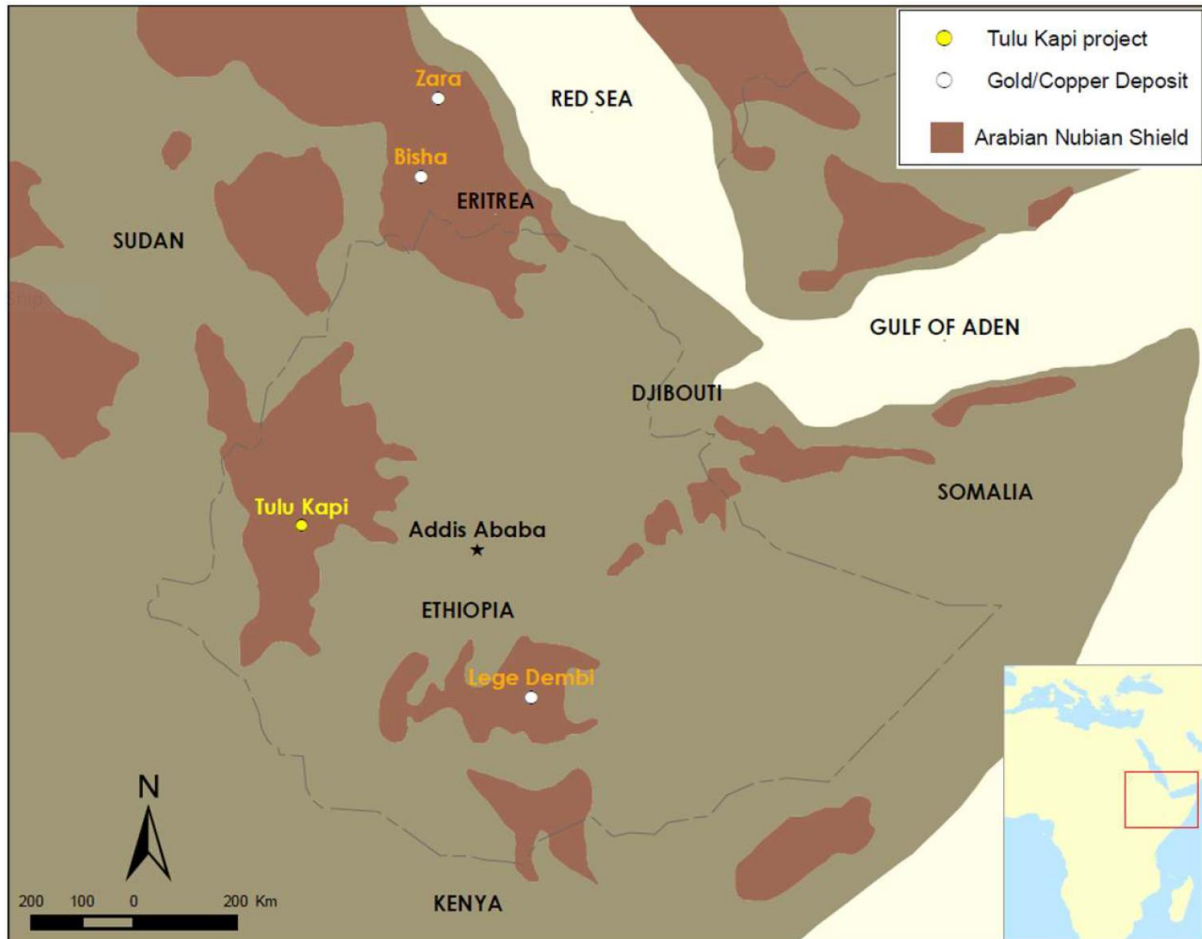 Tulu Kapi project
Gold/Copper Deposit
Arabian Nubian Shield
Zara
RED SEA
Bisha
ERITREA
SUDAN
GULF OF ADEN
DJIBOUTI
SOMALIA
Tulu Kapi
Addis Ababa
ETHIOPIA
Lege Dembi
N
KENYA
200 100 0 200 Km